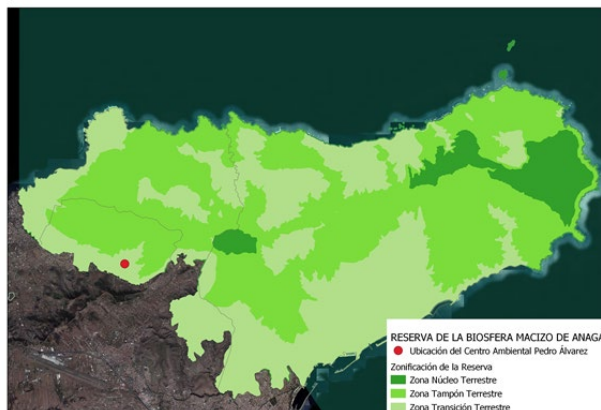 RESERVA DE LA BIOSFERA MACIZO DE ANAGA
Ubicación del Centro Ambiental Pedro Álvarez
Zonificación de la Reserva
Zona Núcleo Terrestre
Zona Tampón Terrestre
Zona Transición Terrestre